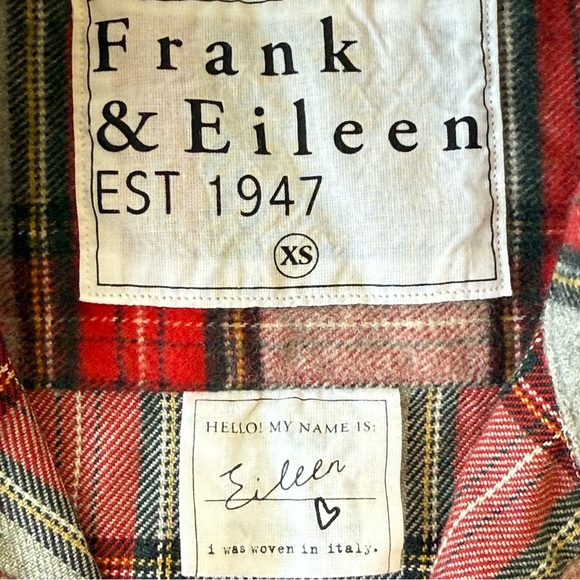 Frank
& Eileen
EST 1947
XS
HELLO! MY NAME IS:
Eileen
i was woven in italy.